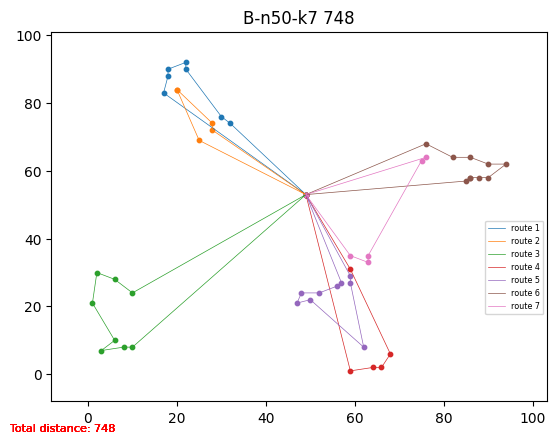 B-n50-k7 748
100
80
60
40
20
0
0 20 40 60 80 100
route 1
route 2
route 3
route 4
route 5
route 6
route 7
Total distance: 748